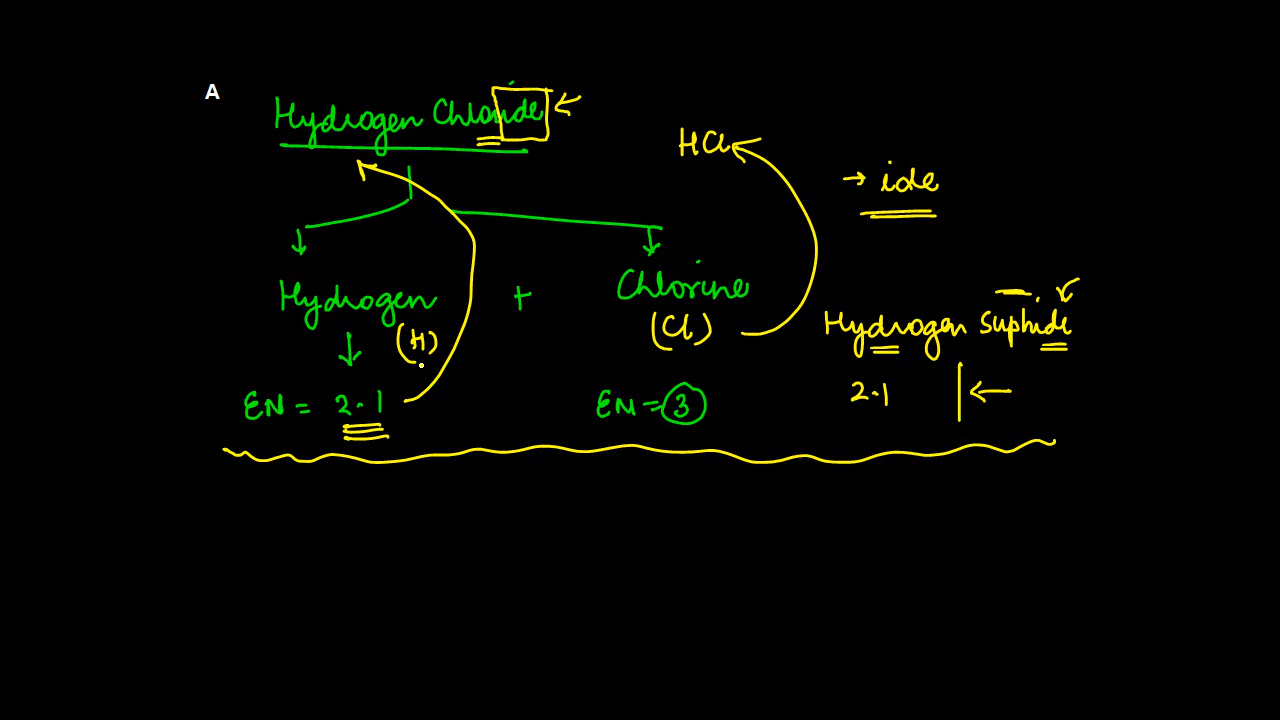 A
Hydrogen Chloride
HCl
→ ide
Hydrogen + Chlorine
(H) (Cl)
Hydrogen Suphide
EN = 2.1 EN = 3
2.1